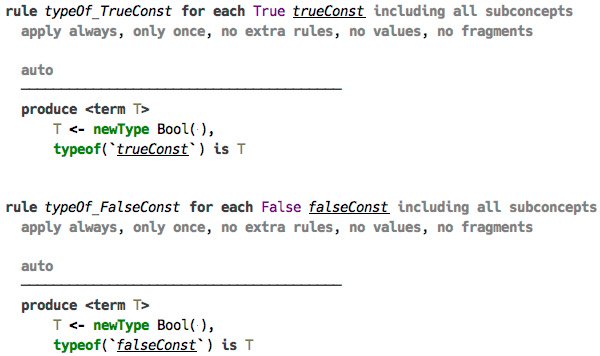 rule typeOf_TrueConst for each True trueConst including all subconcepts
apply always, only once, no extra rules, no values, no fragments
auto
produce <term T>
T <- newType Bool( ),
typeof(`trueConst`) is T
rule typeOf_FalseConst for each False falseConst including all subconcepts
apply always, only once, no extra rules, no values, no fragments
auto
produce <term T>
T <- newType Bool( ),
typeof(`falseConst`) is T